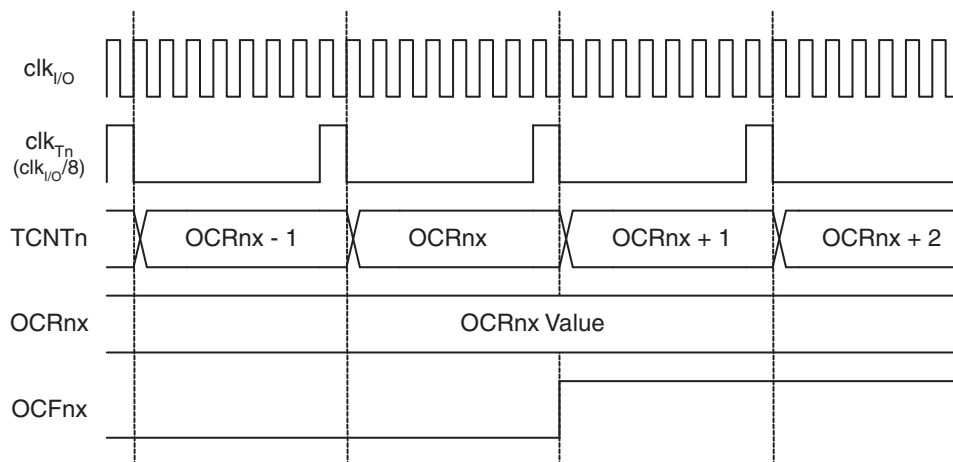 clkI/O
clkTn
(clkI/O/8)
TCNTn OCRnx - 1 OCRnx OCRnx + 1 OCRnx + 2
OCRnx OCRnx Value
OCFnx